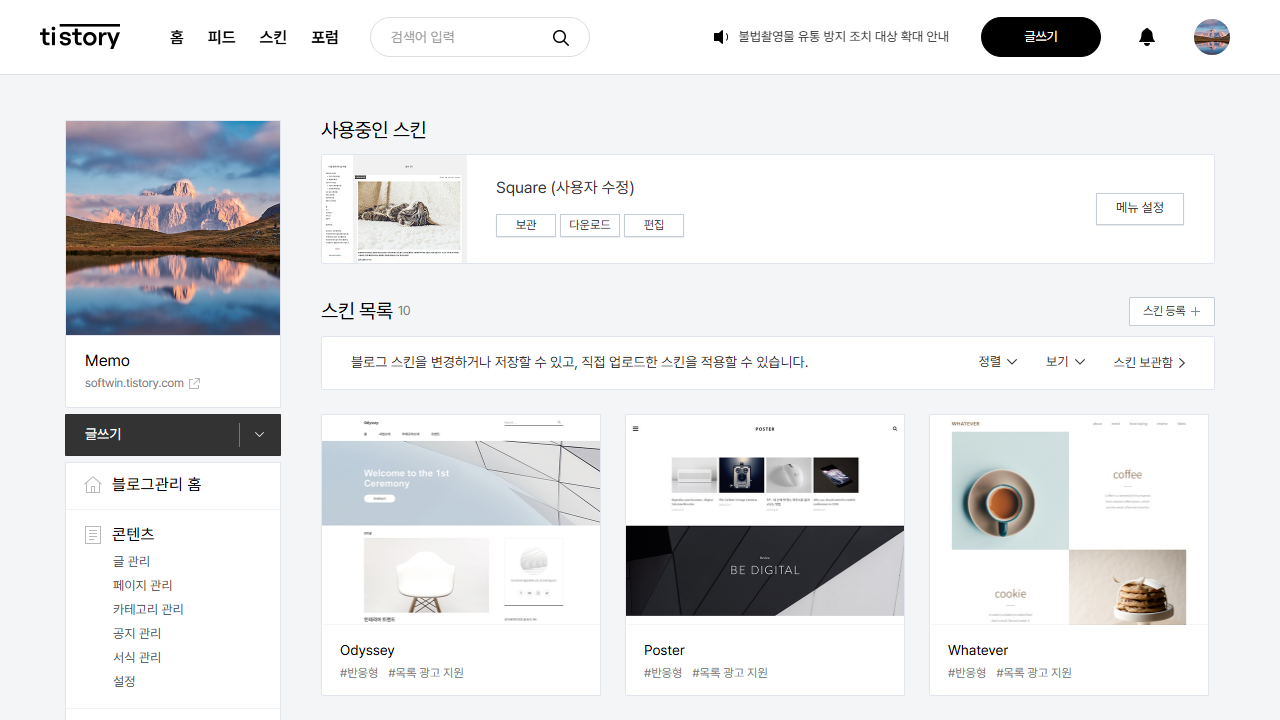 tistory
홈 피드 스킨 포럼
검색어 입력
불법촬영물 유통 방지 조치 대상 확대 안내
글쓰기
Memo
softwin.tistory.com
글쓰기
블로그관리 홈
콘텐츠
글 관리
페이지 관리
카테고리 관리
공지 관리
서식 관리
설정
사용중인 스킨
Square (사용자 수정)
보관 다운로드 편집
메뉴 설정
스킨 목록 10
스킨 등록
블로그 스킨을 변경하거나 저장할 수 있고, 직접 업로드한 스킨을 적용할 수 있습니다.
정렬 보기 스킨 보관함
Odyssey
Welcome to the 1st
Ceremony
인테리어 트렌드
Odyssey
#반응형 #목록 광고 지원
POSTER
BE DIGITAL
Poster
#반응형 #목록 광고 지원
WHATEVER
coffee
cookie
Whatever
#반응형 #목록 광고 지원